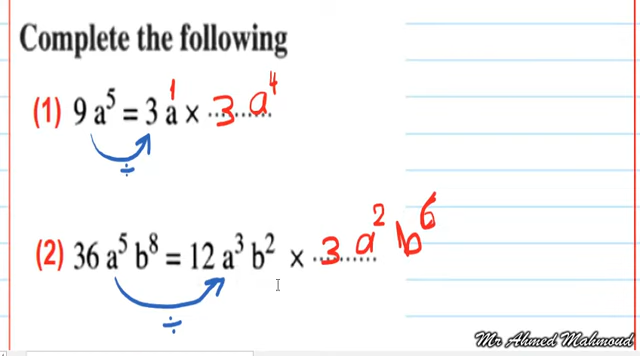 Complete the following
(1) 9 a⁵ = 3 a¹ × 3 a⁴
÷
(2) 36 a⁵ b⁸ = 12 a³ b² × 3 a² b⁶
÷
Mr Ahmed Mahmoud